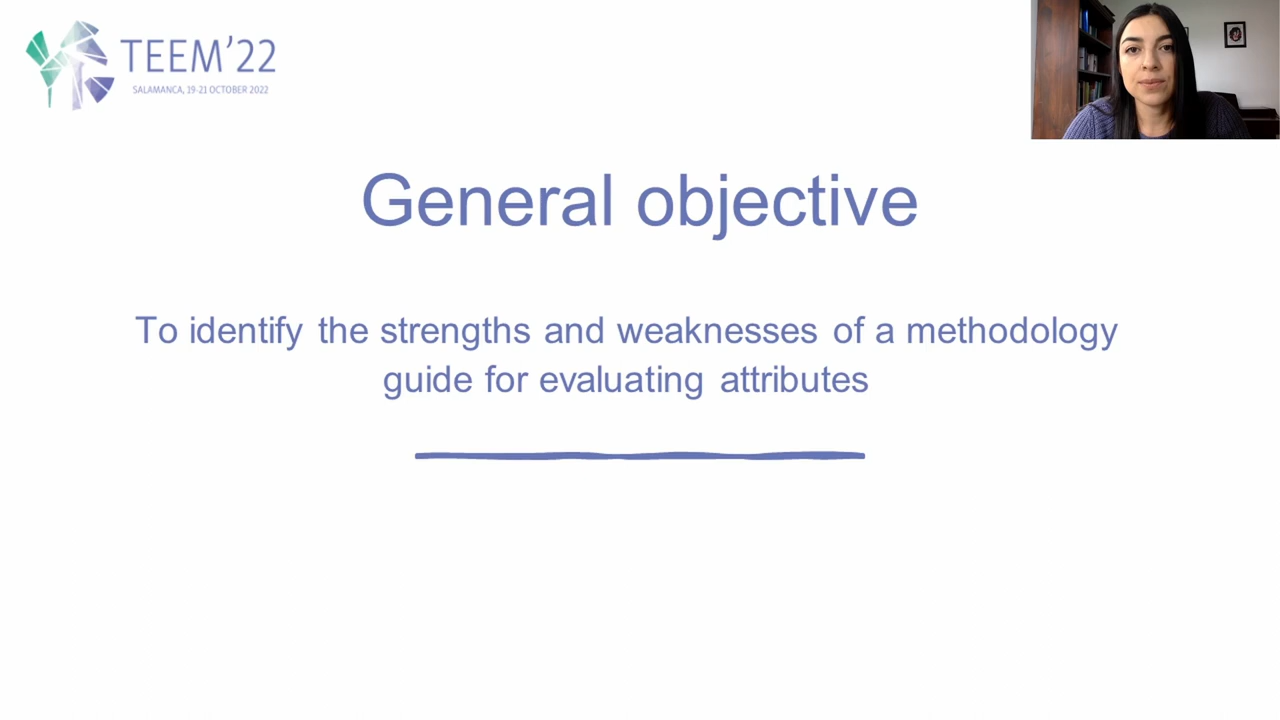 TEEM'22
SALAMANCA, 19-21 OCTOBER 2022
General objective
To identify the strengths and weaknesses of a methodology
guide for evaluating attributes